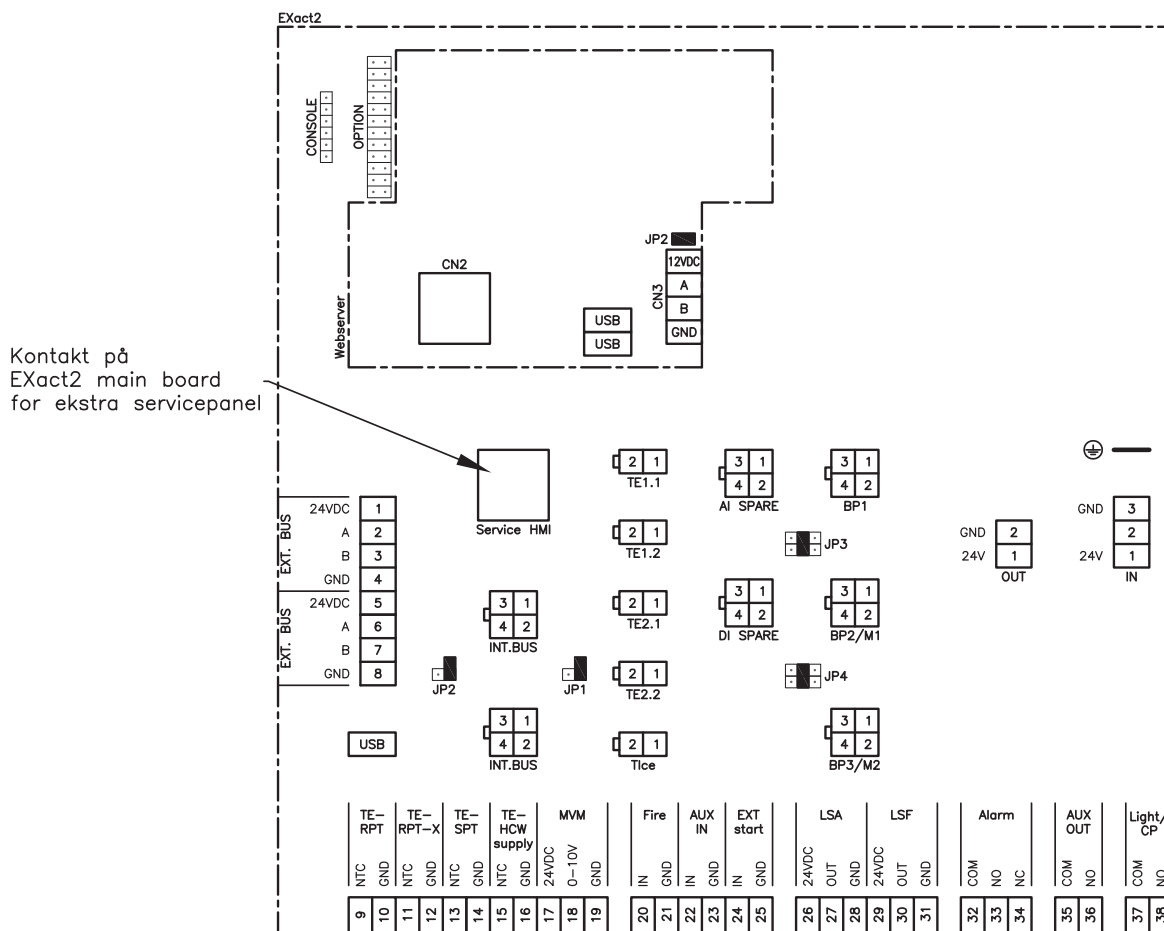 EXact2
CONSOLE
OPTION
JP2
12VDC
A
B
GND
CN3
CN2
USB
USB
Webserver
Kontakt på
EXact2 main board
for ekstra servicepanel
Service HMI
EXT. BUS
24VDC 1
A 2
B 3
GND 4
EXT. BUS
24VDC 5
A 6
B 7
GND 8
USB
JP2
3 1
4 2
INT.BUS
JP1
3 1
4 2
INT.BUS
2 1
TE1.1
2 1
TE1.2
2 1
TE2.1
2 1
TE2.2
2 1
TIce
3 1
4 2
AI SPARE
3 1
4 2
DI SPARE
3 1
4 2
BP1
JP3
3 1
4 2
BP2/M1
JP4
3 1
4 2
BP3/M2
GND 2
24V 1
OUT
GND 3
2
24V 1
IN
TE-
RPT
NTC GND
9 10
TE-
RPT-X
NTC GND
11 12
TE-
SPT
NTC GND
13 14
TE-
HCW
supply
NTC GND
15 16
MVM
24VDC 0-10V GND
17 18 19
Fire
IN GND
20 21
AUX
IN
IN GND
22 23
EXT
start
IN GND
24 25
LSA
24VDC OUT GND
26 27 28
LSF
24VDC OUT GND
29 30 31
Alarm
COM NO NC
32 33 34
AUX
OUT
COM NO
35 36
Light/
CP
COM NO
37 38